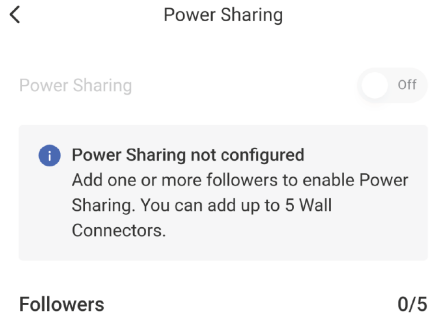 Power Sharing
Power Sharing
Off
Power Sharing not configured
Add one or more followers to enable Power
Sharing. You can add up to 5 Wall
Connectors.
Followers 0/5